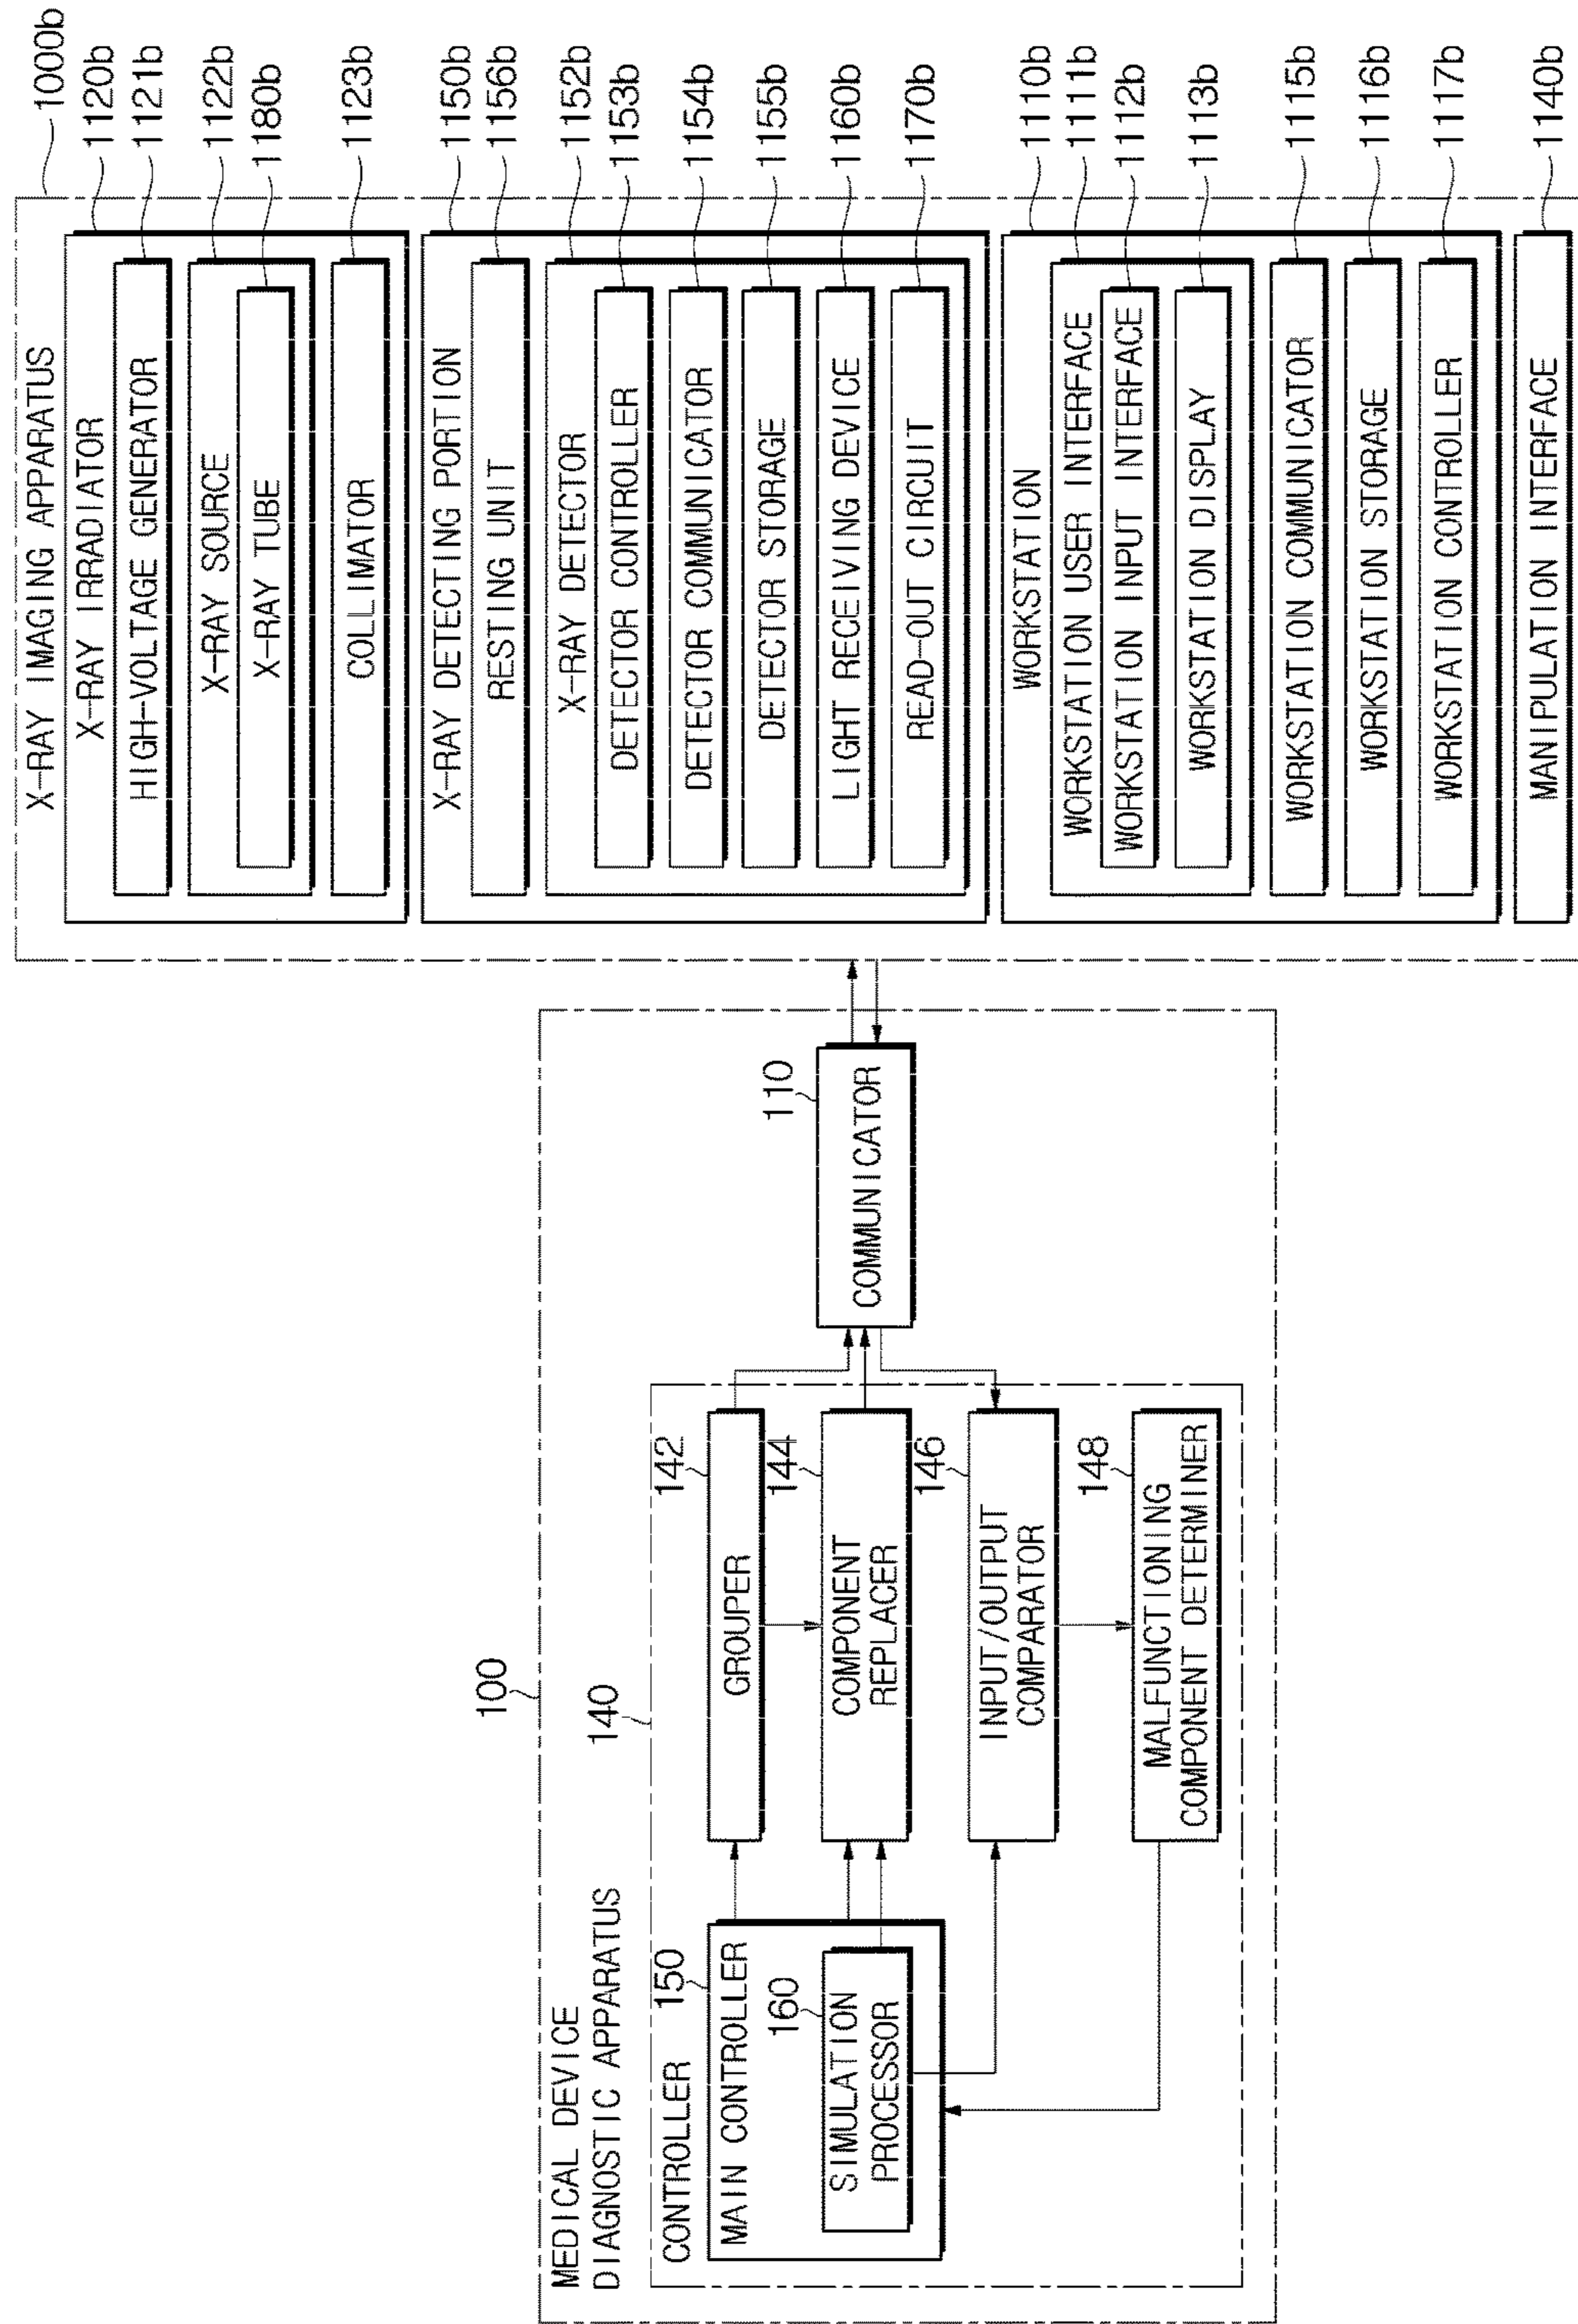 MEDICAL DEVICE
DIAGNOSTIC APPARATUS
100
CONTROLLER
140
MAIN CONTROLLER
150
SIMULATION
PROCESSOR
160
GROUPER
142
COMPONENT
REPLACER
144
INPUT/OUTPUT
COMPARATOR
146
MALFUNCTIONING
COMPONENT DETERMINER
148
COMMUNICATOR
110
X-RAY IMAGING APPARATUS
1000b
X-RAY IRRADIATOR
1120b
HIGH-VOLTAGE GENERATOR
1121b
X-RAY SOURCE
1122b
X-RAY TUBE
1180b
COLLIMATOR
1123b
X-RAY DETECTING PORTION
1150b
RESTING UNIT
1156b
X-RAY DETECTOR
1152b
DETECTOR CONTROLLER
1153b
DETECTOR COMMUNICATOR
1154b
DETECTOR STORAGE
1155b
LIGHT RECEIVING DEVICE
1160b
READ-OUT CIRCUIT
1170b
WORKSTATION
1110b
WORKSTATION USER INTERFACE
1111b
WORKSTATION INPUT INTERFACE
1112b
WORKSTATION DISPLAY
1113b
WORKSTATION COMMUNICATOR
1115b
WORKSTATION STORAGE
1116b
WORKSTATION CONTROLLER
1117b
MANIPULATION INTERFACE
1140b